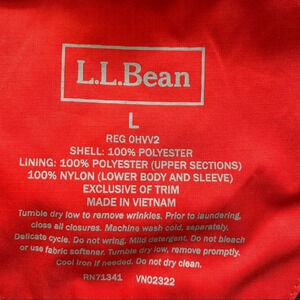 L.L.Bean
L
REG 0HVV2
SHELL: 100% POLYESTER
LINING: 100% POLYESTER (UPPER SECTIONS)
100% NYLON (LOWER BODY AND SLEEVE)
EXCLUSIVE OF TRIM
MADE IN VIETNAM
Tumble dry low to remove wrinkles. Prior to laundering,
close all closures. Machine wash cold, separately.
Delicate cycle. Do not wring. Mild detergent. Do not bleach
or use fabric softener. Tumble dry low, remove promptly.
Cool iron if needed. Do not dry clean.
RN71341 VN02322